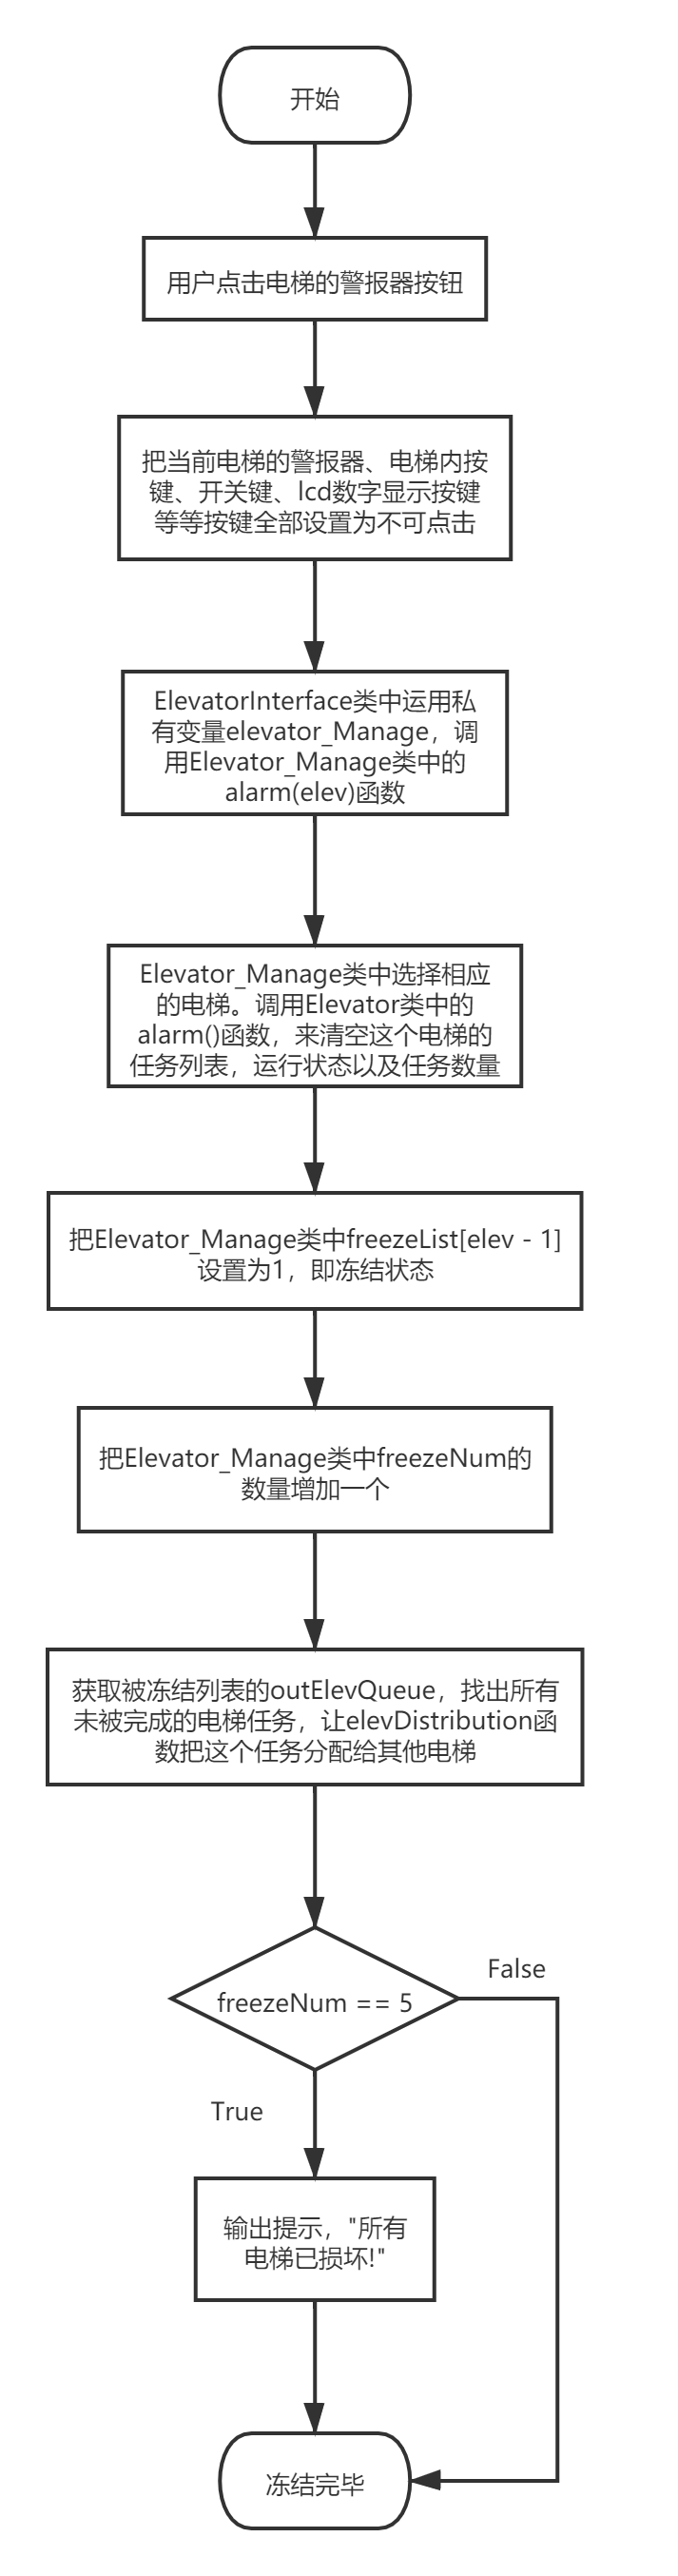 开始
用户点击电梯的警报器按钮
把当前电梯的警报器、电梯内按
键、开关键、lcd数字显示按键
等等按键全部设置为不可点击
ElevatorInterface类中运用私
有变量elevator_Manage，调
用Elevator_Manage类中的
alarm(elev)函数
Elevator_Manage类中选择相应
的电梯。调用Elevator类中的
alarm()函数，来清空这个电梯的
任务列表，运行状态以及任务数量
把Elevator_Manage类中freezeList[elev - 1]
设置为1，即冻结状态
把Elevator_Manage类中freezeNum的
数量增加一个
获取被冻结列表的outElevQueue，找出所有
未被完成的电梯任务，让elevDistribution函
数把这个任务分配给其他电梯
False
freezeNum == 5
True
输出提示，"所有
电梯已损坏!"
冻结完毕